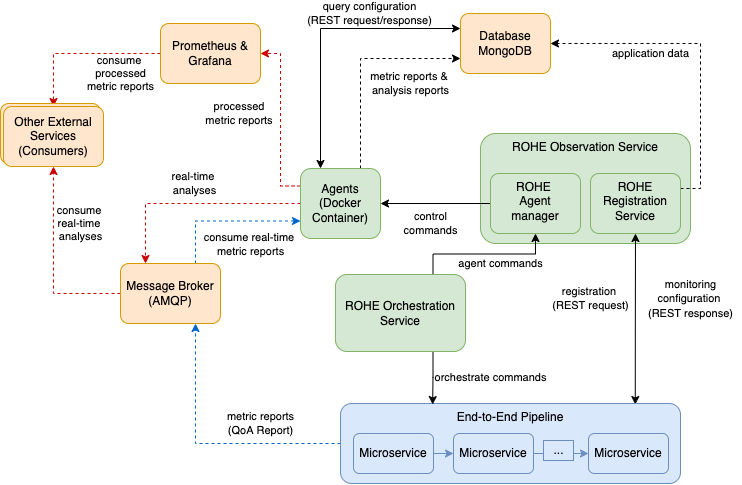 query configuration
(REST request/response)
Database
MongoDB
Prometheus &
Grafana
application data
consume
processed
metric reports
metric reports &
analysis reports
processed
metric reports
Other External
Services
(Consumers)
ROHE Observation Service
real-time
analyses
Agents
(Docker
Container)
ROHE
Agent
manager
ROHE
Registration
Service
consume
real-time
analyses
control
commands
consume real-time
metric reports
agent commands
Message Broker
(AMQP)
ROHE Orchestration
Service
registration
(REST request)
monitoring
configuration
(REST response)
orchestrate commands
metric reports
(QoA Report)
End-to-End Pipeline
Microservice
Microservice
...
Microservice